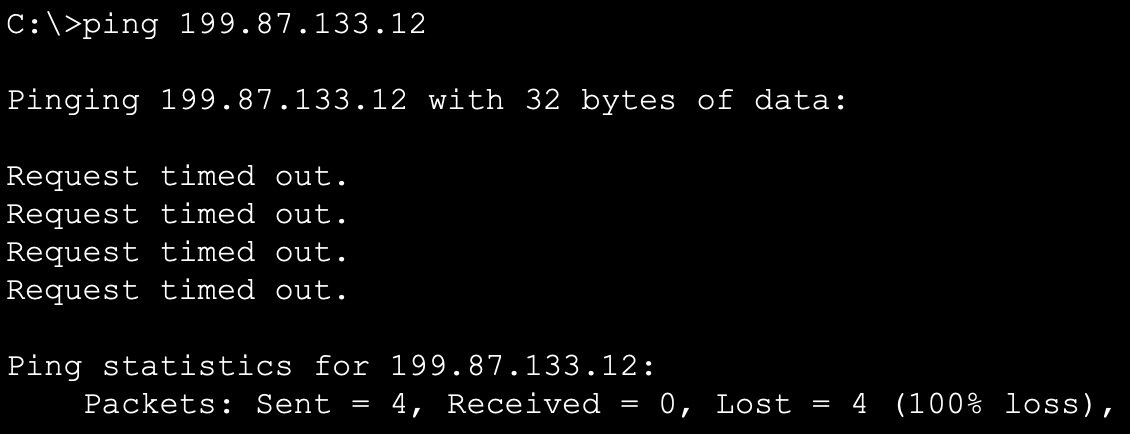 C:\>ping 199.87.133.12
Pinging 199.87.133.12 with 32 bytes of data:
Request timed out.
Request timed out.
Request timed out.
Request timed out.
Ping statistics for 199.87.133.12:
    Packets: Sent = 4, Received = 0, Lost = 4 (100% loss),